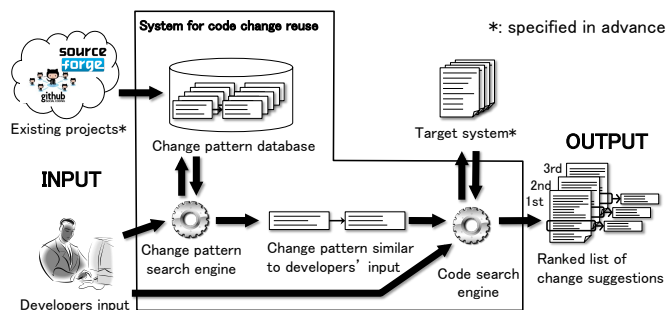 System for code change reuse
*: specified in advance
source
forge
github
Existing projects*
Change pattern database
Target system*
OUTPUT
3rd
2nd
1st
INPUT
Change pattern
search engine
Change pattern similar
to developers’ input
Code search
engine
Ranked list of
change suggestions
Developers input